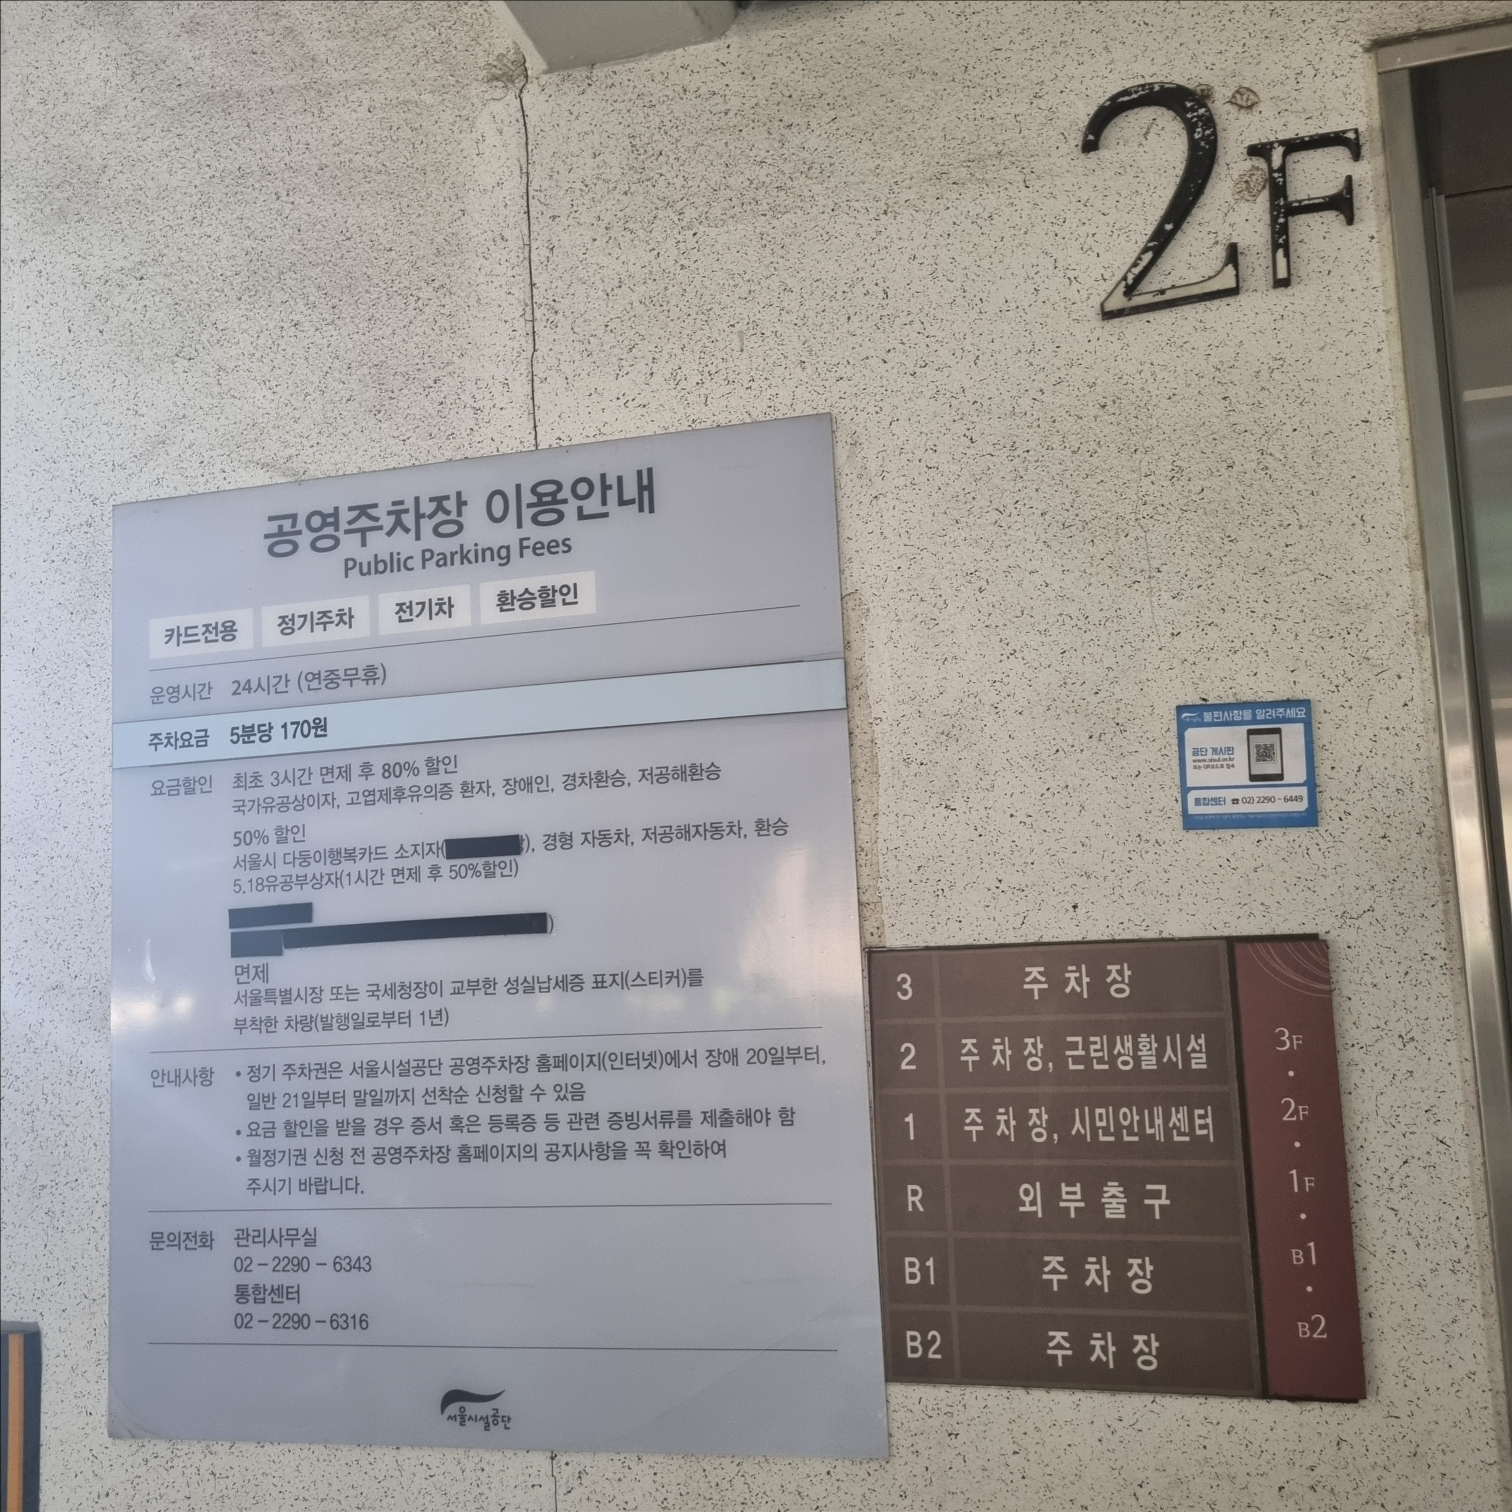 2F
공영주차장 이용안내
Public Parking Fees
카드전용 정기주차 전기차 환승할인
운영시간 24시간 (연중무휴)
주차요금 5분당 170원
요금할인 최초 3시간 면제 후 80% 할인
국가유공상이자, 고엽제후유의증 환자, 장애인, 경차환승, 저공해환승
50% 할인
서울시 다둥이행복카드 소지자( ), 경형 자동차, 저공해자동차, 환승
5.18유공부상자(1시간 면제 후 50%할인)
)
면제
서울특별시장 또는 국세청장이 교부한 성실납세증 표지(스티커)를
부착한 차량(발행일로부터 1년)
안내사항 • 정기 주차권은 서울시설공단 공영주차장 홈페이지(인터넷)에서 장애 20일부터,
일반 21일부터 말일까지 선착순 신청할 수 있음
• 요금 할인을 받을 경우 증서 혹은 등록증 등 관련 증빙서류를 제출해야 함
• 월정기권 신청 전 공영주차장 홈페이지의 공지사항을 꼭 확인하여
주시기 바랍니다.
문의전화 관리사무실
02-2290-6343
통합센터
02-2290-6316
서울시설공단
불편사항을 알려주세요
공단 게시판
www.sisul.or.kr
또는 QR코드로 접속
통합센터 ☎ 02) 2290-6449
3 주차장
2 주차장, 근린생활시설
1 주차장, 시민안내센터
R 외부출구
B1 주차장
B2 주차장
3F
2F
1F
B1
B2